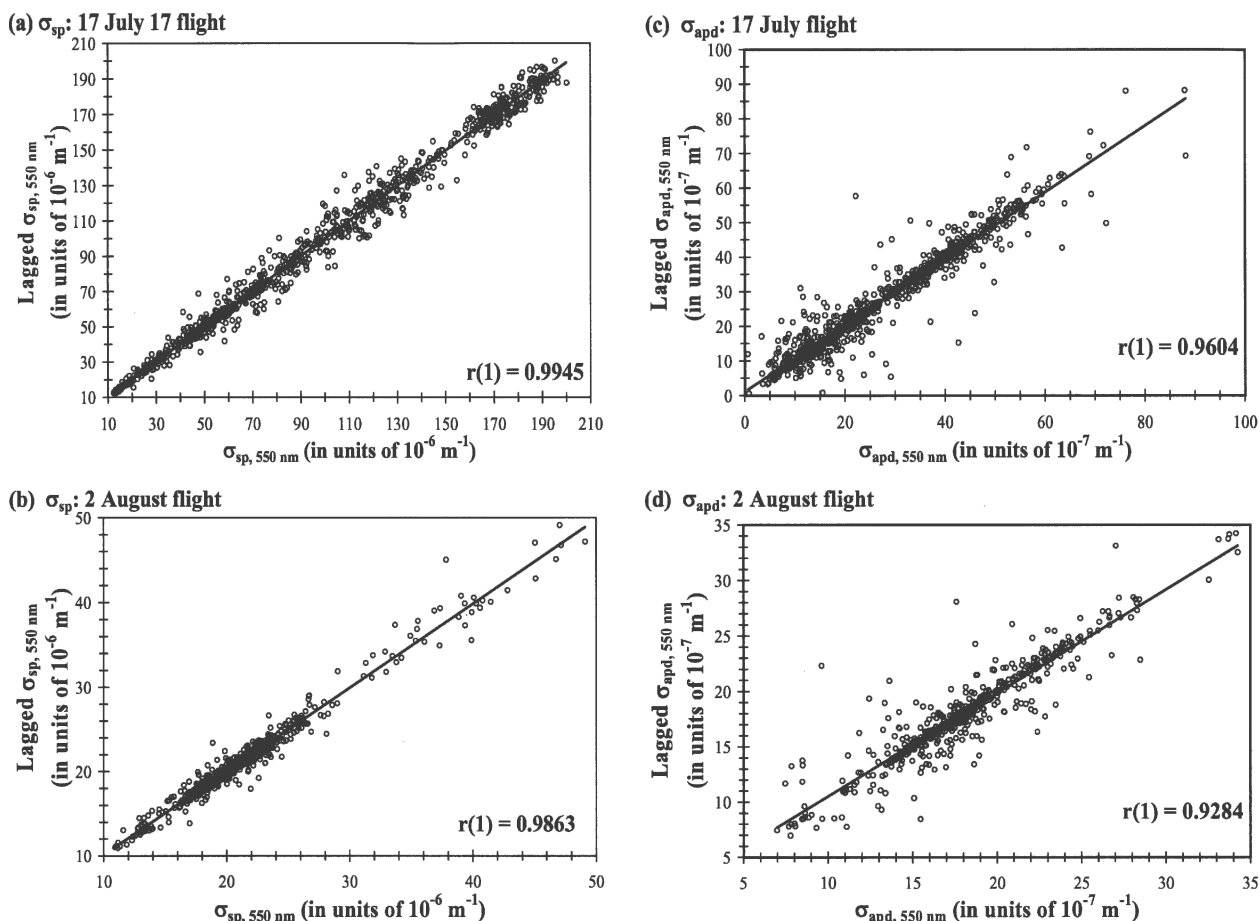 (a) σsp: 17 July 17 flight
210
190
170
150
130
110
90
70
50
30
10
Lagged σsp, 550 nm
(in units of 10⁻⁶ m⁻¹)
r(1) = 0.9945
10 30 50 70 90 110 130 150 170 190 210
σsp, 550 nm (in units of 10⁻⁶ m⁻¹)
(c) σapd: 17 July flight
100
90
80
70
60
50
40
30
20
10
0
Lagged σapd, 550 nm
(in units of 10⁻⁷ m⁻¹)
r(1) = 0.9604
0 20 40 60 80 100
σapd, 550 nm (in units of 10⁻⁷ m⁻¹)
(b) σsp: 2 August flight
50
40
30
20
10
Lagged σsp, 550 nm
(in units of 10⁻⁶ m⁻¹)
r(1) = 0.9863
10 20 30 40 50
σsp, 550 nm (in units of 10⁻⁶ m⁻¹)
(d) σapd: 2 August flight
35
30
25
20
15
10
5
Lagged σapd, 550 nm
(in units of 10⁻⁷ m⁻¹)
r(1) = 0.9284
5 10 15 20 25 30 35
σapd, 550 nm (in units of 10⁻⁷ m⁻¹)